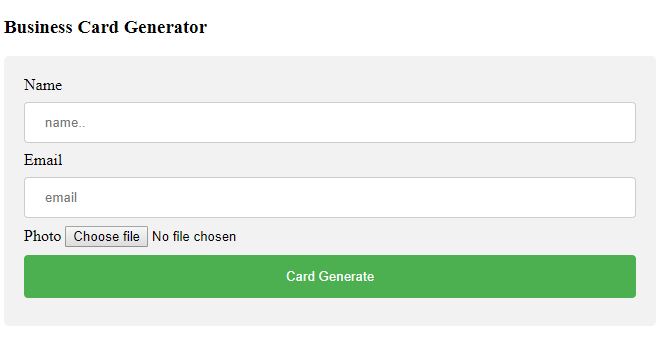 Business Card Generator
Name
name..
Email
email
Photo Choose file No file chosen
Card Generate